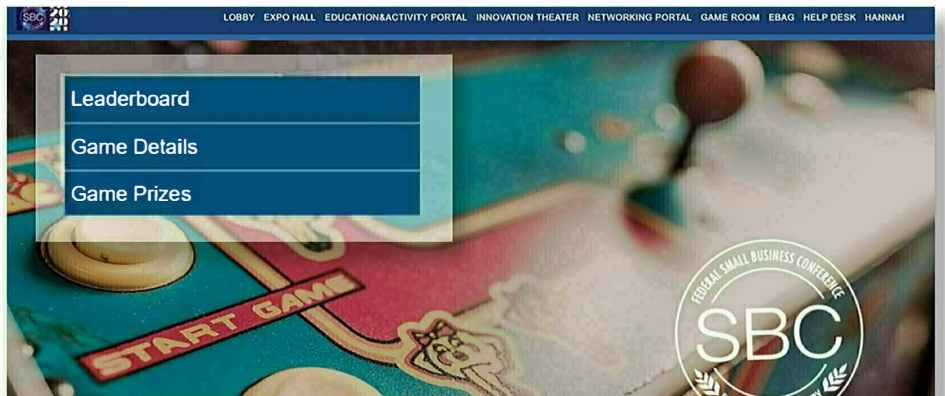 SBC 2020
LOBBY EXPO HALL EDUCATION&ACTIVITY PORTAL INNOVATION THEATER NETWORKING PORTAL GAME ROOM EBAG HELP DESK HANNAH
Leaderboard
Game Details
Game Prizes
START GAME
FEDERAL SMALL BUSINESS CONFERENCE
SBC